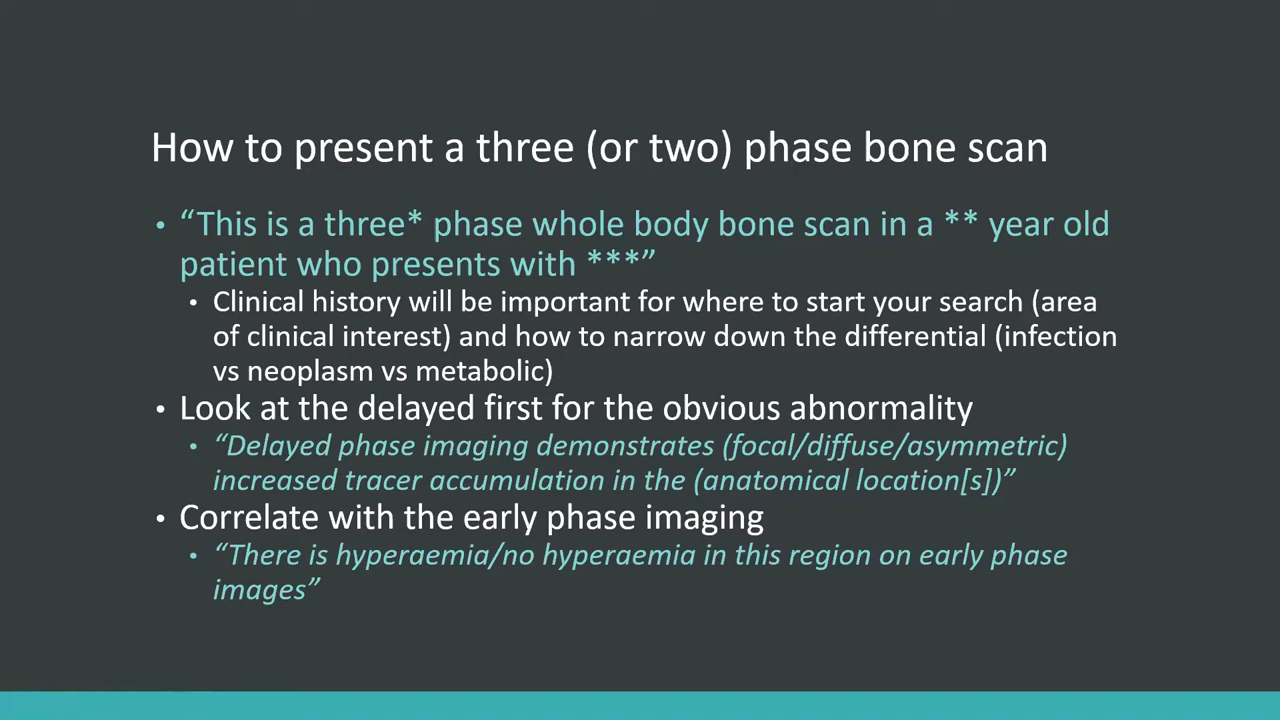 How to present a three (or two) phase bone scan
• “This is a three* phase whole body bone scan in a ** year old
patient who presents with ***”
• Clinical history will be important for where to start your search (area
of clinical interest) and how to narrow down the differential (infection
vs neoplasm vs metabolic)
• Look at the delayed first for the obvious abnormality
• “Delayed phase imaging demonstrates (focal/diffuse/asymmetric)
increased tracer accumulation in the (anatomical location[s])”
• Correlate with the early phase imaging
• “There is hyperaemia/no hyperaemia in this region on early phase
images”